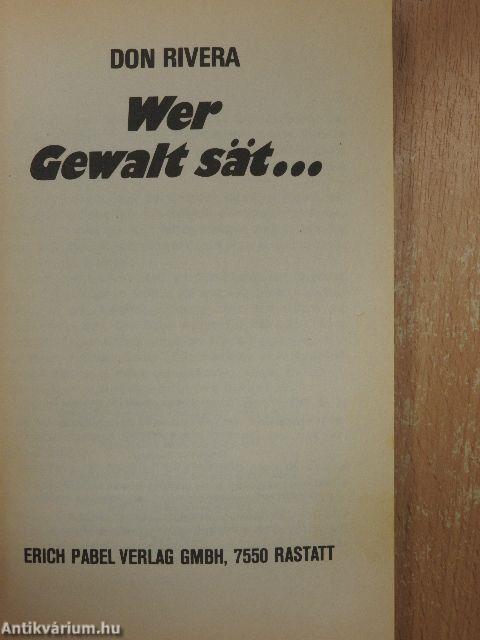 DON RIVERA
Wer
Gewalt sät...
ERICH PABEL VERLAG GMBH, 7550 RASTATT
Antikvárium.hu